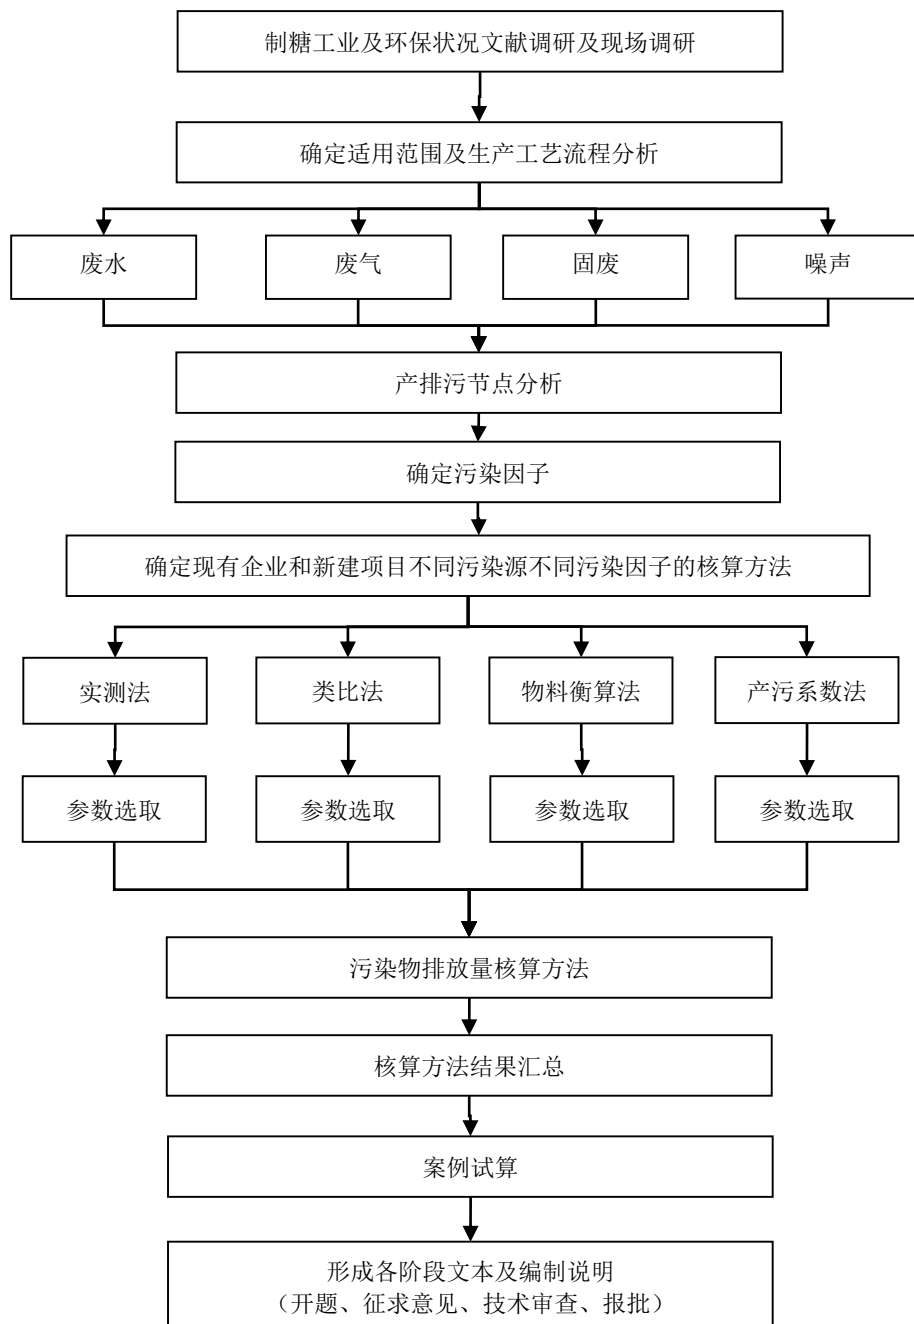 制糖工业及环保状况文献调研及现场调研
确定适用范围及生产工艺流程分析
废水
废气
固废
噪声
产排污节点分析
确定污染因子
确定现有企业和新建项目不同污染源不同污染因子的核算方法
实测法
类比法
物料衡算法
产污系数法
参数选取
参数选取
参数选取
参数选取
污染物排放量核算方法
核算方法结果汇总
案例试算
形成各阶段文本及编制说明
（开题、征求意见、技术审查、报批）